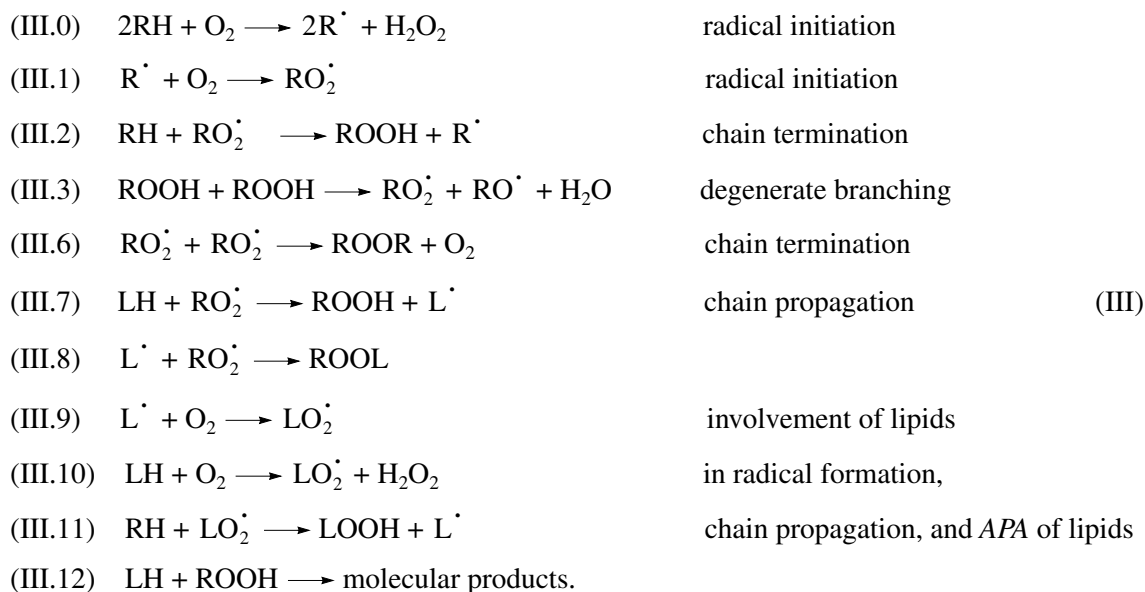 (III.0) 2RH + O₂ ⟶ 2R˙ + H₂O₂ radical initiation
(III.1) R˙ + O₂ ⟶ RO₂˙ radical initiation
(III.2) RH + RO₂˙ ⟶ ROOH + R˙ chain termination
(III.3) ROOH + ROOH ⟶ RO₂˙ + RO˙ + H₂O degenerate branching
(III.6) RO₂˙ + RO₂˙ ⟶ ROOR + O₂ chain termination
(III.7) LH + RO₂˙ ⟶ ROOH + L˙ chain propagation (III)
(III.8) L˙ + RO₂˙ ⟶ ROOL
(III.9) L˙ + O₂ ⟶ LO₂˙ involvement of lipids
(III.10) LH + O₂ ⟶ LO₂˙ + H₂O₂ in radical formation,
(III.11) RH + LO₂˙ ⟶ LOOH + L˙ chain propagation, and APA of lipids
(III.12) LH + ROOH ⟶ molecular products.